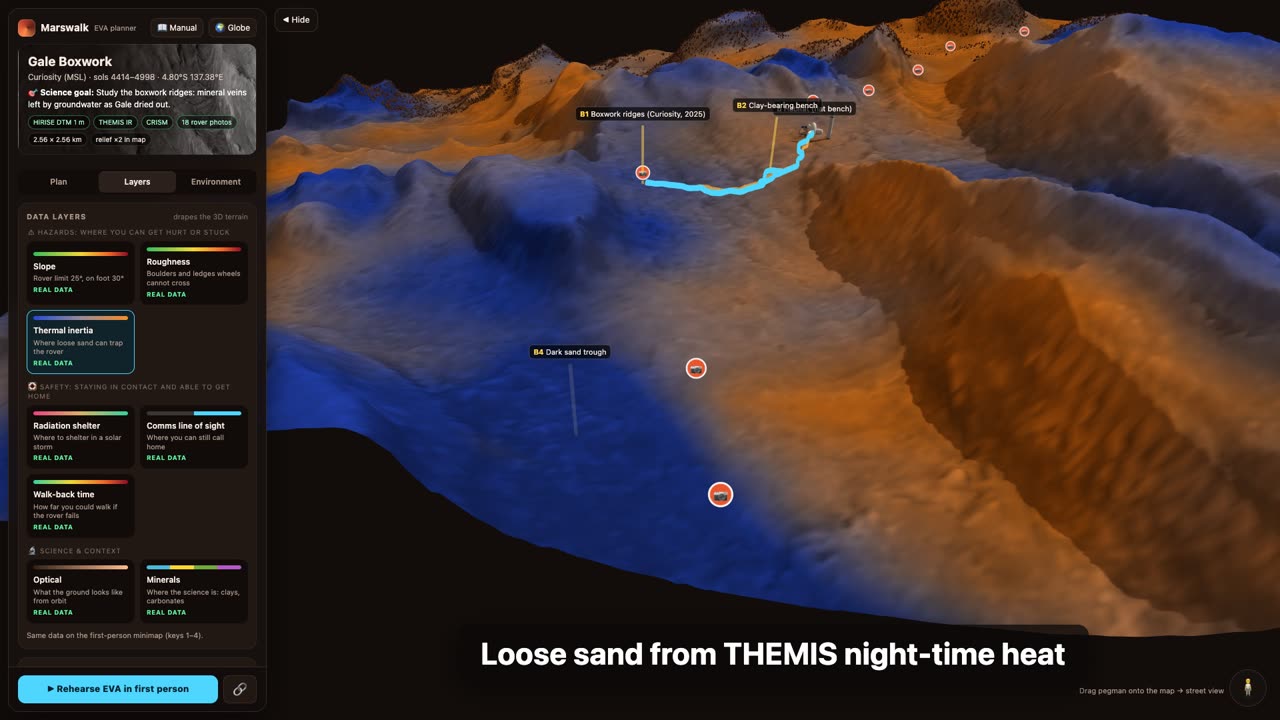 Marswalk EVA planner
📖 Manual
🌍 Globe
◀ Hide
Gale Boxwork
Curiosity (MSL) · sols 4414–4998 · 4.80°S 137.38°E
🎯 Science goal: Study the boxwork ridges: mineral veins
left by groundwater as Gale dried out.
HiRISE DTM 1 m
THEMIS IR
CRISM
18 rover photos
2.56 × 2.56 km
relief ×2 in map
Plan
Layers
Environment
DATA LAYERS
drapes the 3D terrain
⚠ HAZARDS: WHERE YOU CAN GET HURT OR STUCK
Slope
Rover limit 25°, on foot 30°
REAL DATA
Roughness
Boulders and ledges wheels
cannot cross
REAL DATA
Thermal inertia
Where loose sand can trap
the rover
REAL DATA
🛟 SAFETY: STAYING IN CONTACT AND ABLE TO GET
HOME
Radiation shelter
Where to shelter in a solar
storm
REAL DATA
Comms line of sight
Where you can still call
home
REAL DATA
Walk-back time
How far you could walk if
the rover fails
REAL DATA
🔬 SCIENCE & CONTEXT
Optical
What the ground looks like
from orbit
REAL DATA
Minerals
Where the science is: clays,
carbonates
REAL DATA
Same data on the first-person minimap (keys 1–4).
▶ Rehearse EVA in first person
B1 Boxwork ridges (Curiosity, 2025)
B2 Clay-bearing bench
bench)
B4 Dark sand trough
Loose sand from THEMIS night-time heat
Drag pegman onto the map → street view